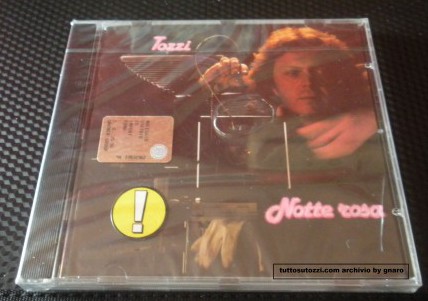 Tozzi
Notte rosa
tuttosutozzi.com archivio by gnaro